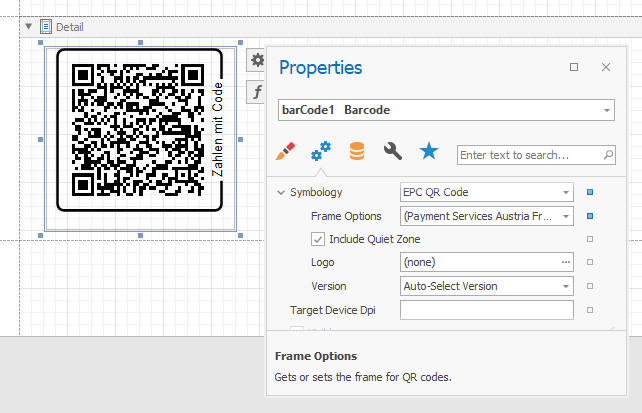 Detail
Zahlen mit Code
Properties
barCode1 Barcode
Enter text to search...
Symbology EPC QR Code
Frame Options (Payment Services Austria Fr...
Include Quiet Zone
Logo (none)
Version Auto-Select Version
Target Device Dpi
Frame Options
Gets or sets the frame for QR codes.